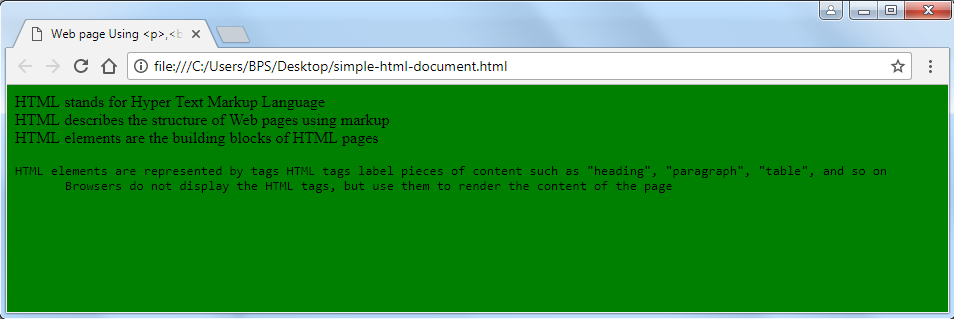 Web page Using <p>,<b
file:///C:/Users/BPS/Desktop/simple-html-document.html
HTML stands for Hyper Text Markup Language
HTML describes the structure of Web pages using markup
HTML elements are the building blocks of HTML pages
HTML elements are represented by tags HTML tags label pieces of content such as "heading", "paragraph", "table", and so on
Browsers do not display the HTML tags, but use them to render the content of the page